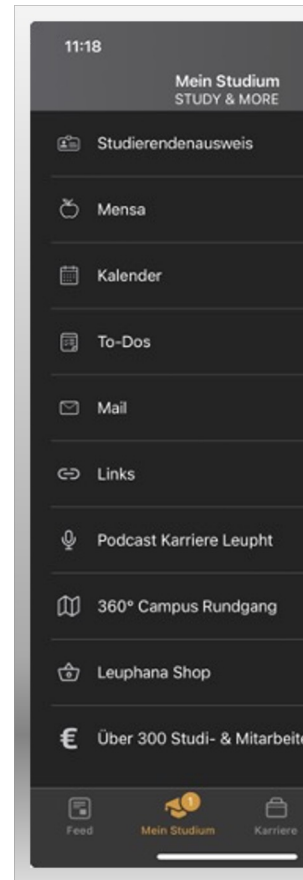 11:18
Mein Studium
STUDY & MORE
Studierendenausweis
Mensa
Kalender
To-Dos
Mail
Links
Podcast Karriere Leupht
360° Campus Rundgang
Leuphana Shop
€ Über 300 Studi- & Mitarbeite
1
Feed
Mein Studium
Karriere